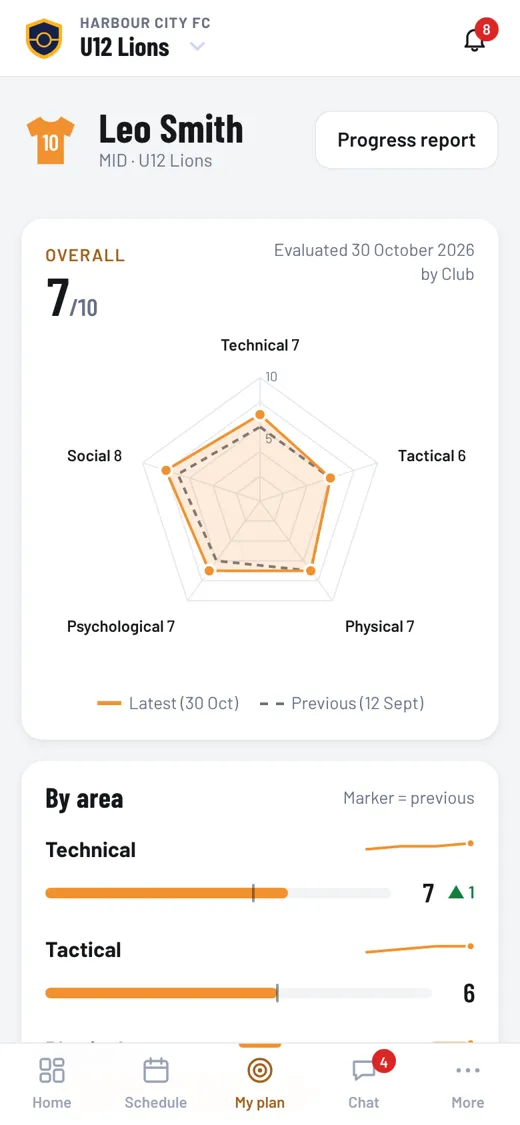 HARBOUR CITY FC
U12 Lions
8
10
Leo Smith
MID · U12 Lions
Progress report
OVERALL
7/10
Evaluated 30 October 2026
by Club
Technical 7
10
5
Social 8
Tactical 6
Psychological 7
Physical 7
Latest (30 Oct)
Previous (12 Sept)
By area
Marker = previous
Technical
7 ▲ 1
Tactical
6
Home
Schedule
My plan
Chat
4
More